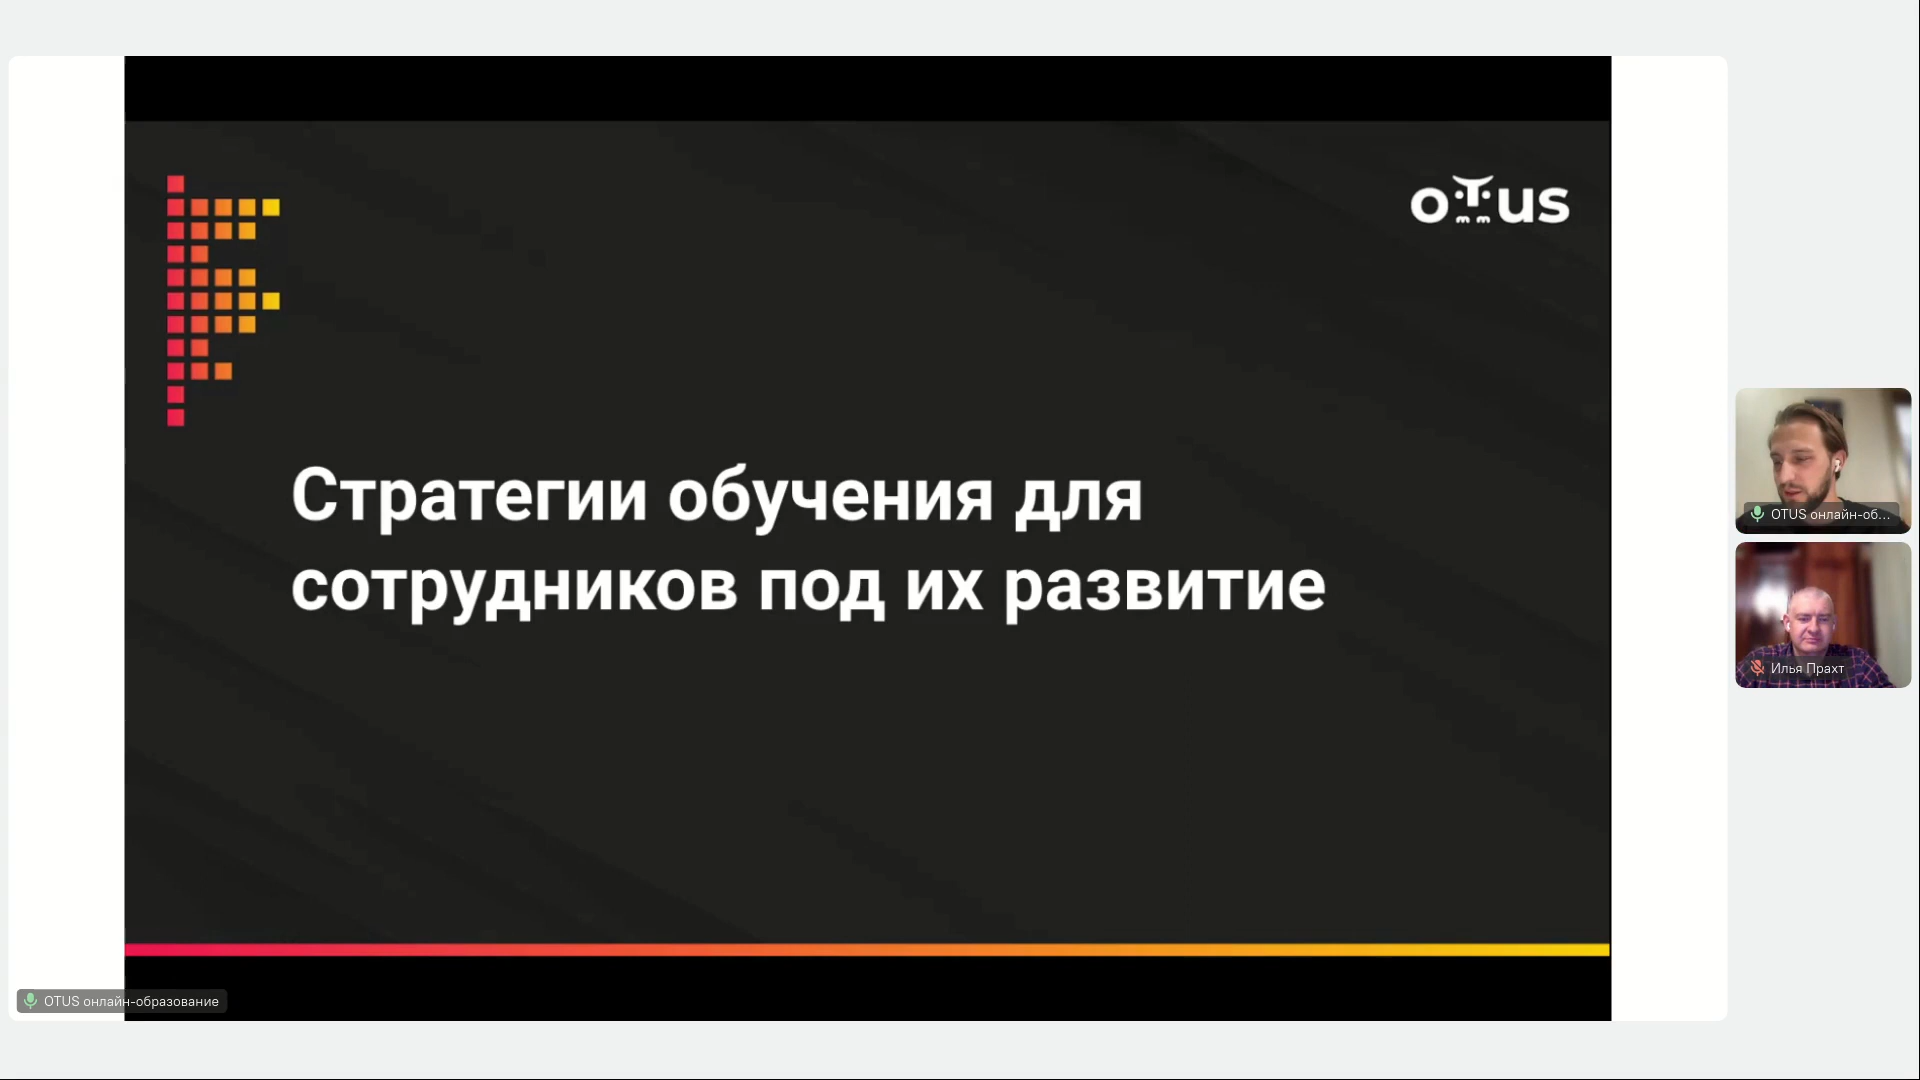 OTUS
Стратегии обучения для
сотрудников под их развитие
OTUS онлайн-об...
Илья Прахт
OTUS онлайн-образование